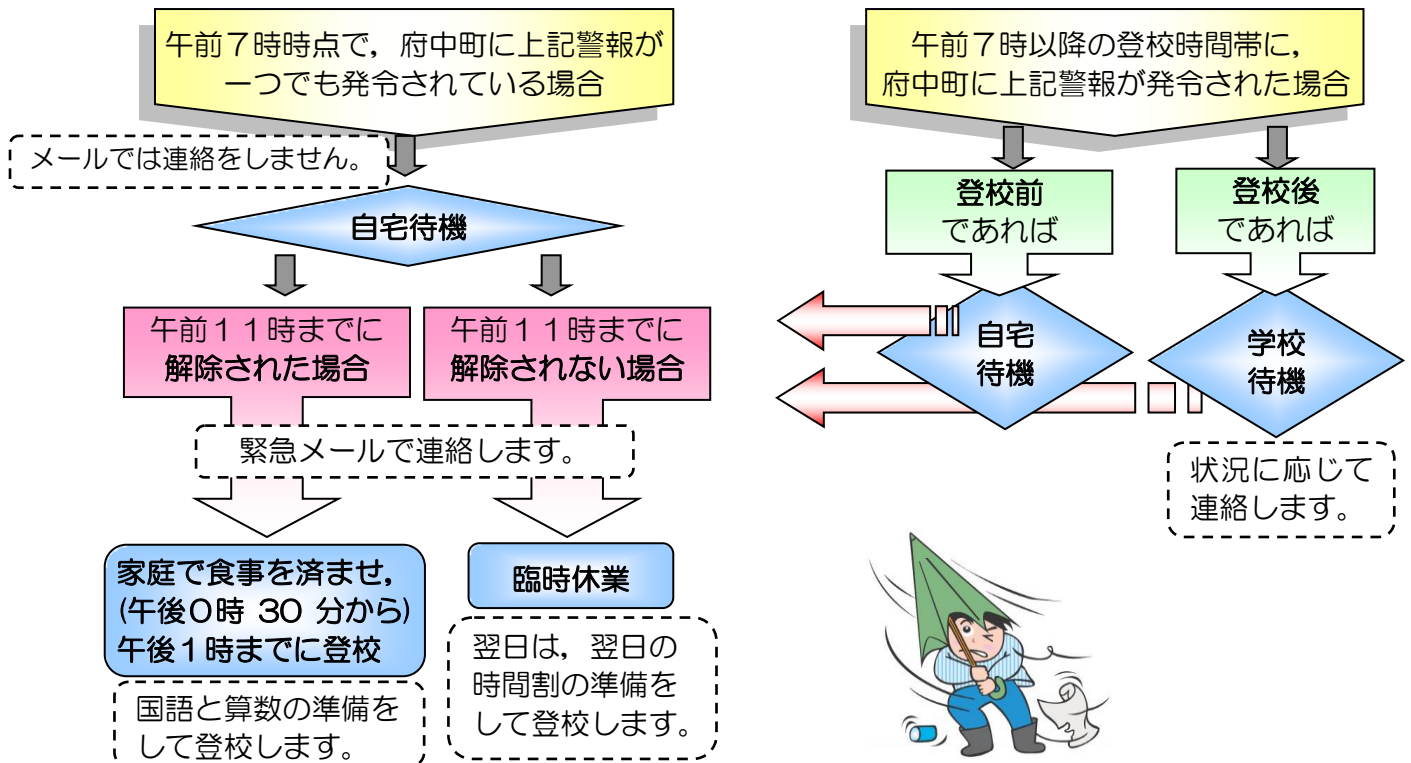 午前7時時点で，府中町に上記警報が
一つでも発令されている場合
メールでは連絡をしません。
自宅待機
午前１１時までに
解除された場合
午前１１時までに
解除されない場合
緊急メールで連絡します。
家庭で食事を済ませ，
(午後０時 30 分から)
午後１時までに登校
国語と算数の準備を
して登校します。
臨時休業
翌日は，翌日の
時間割の準備を
して登校します。
午前７時以降の登校時間帯に，
府中町に上記警報が発令された場合
登校前
であれば
自宅
待機
登校後
であれば
学校
待機
状況に応じて
連絡します。